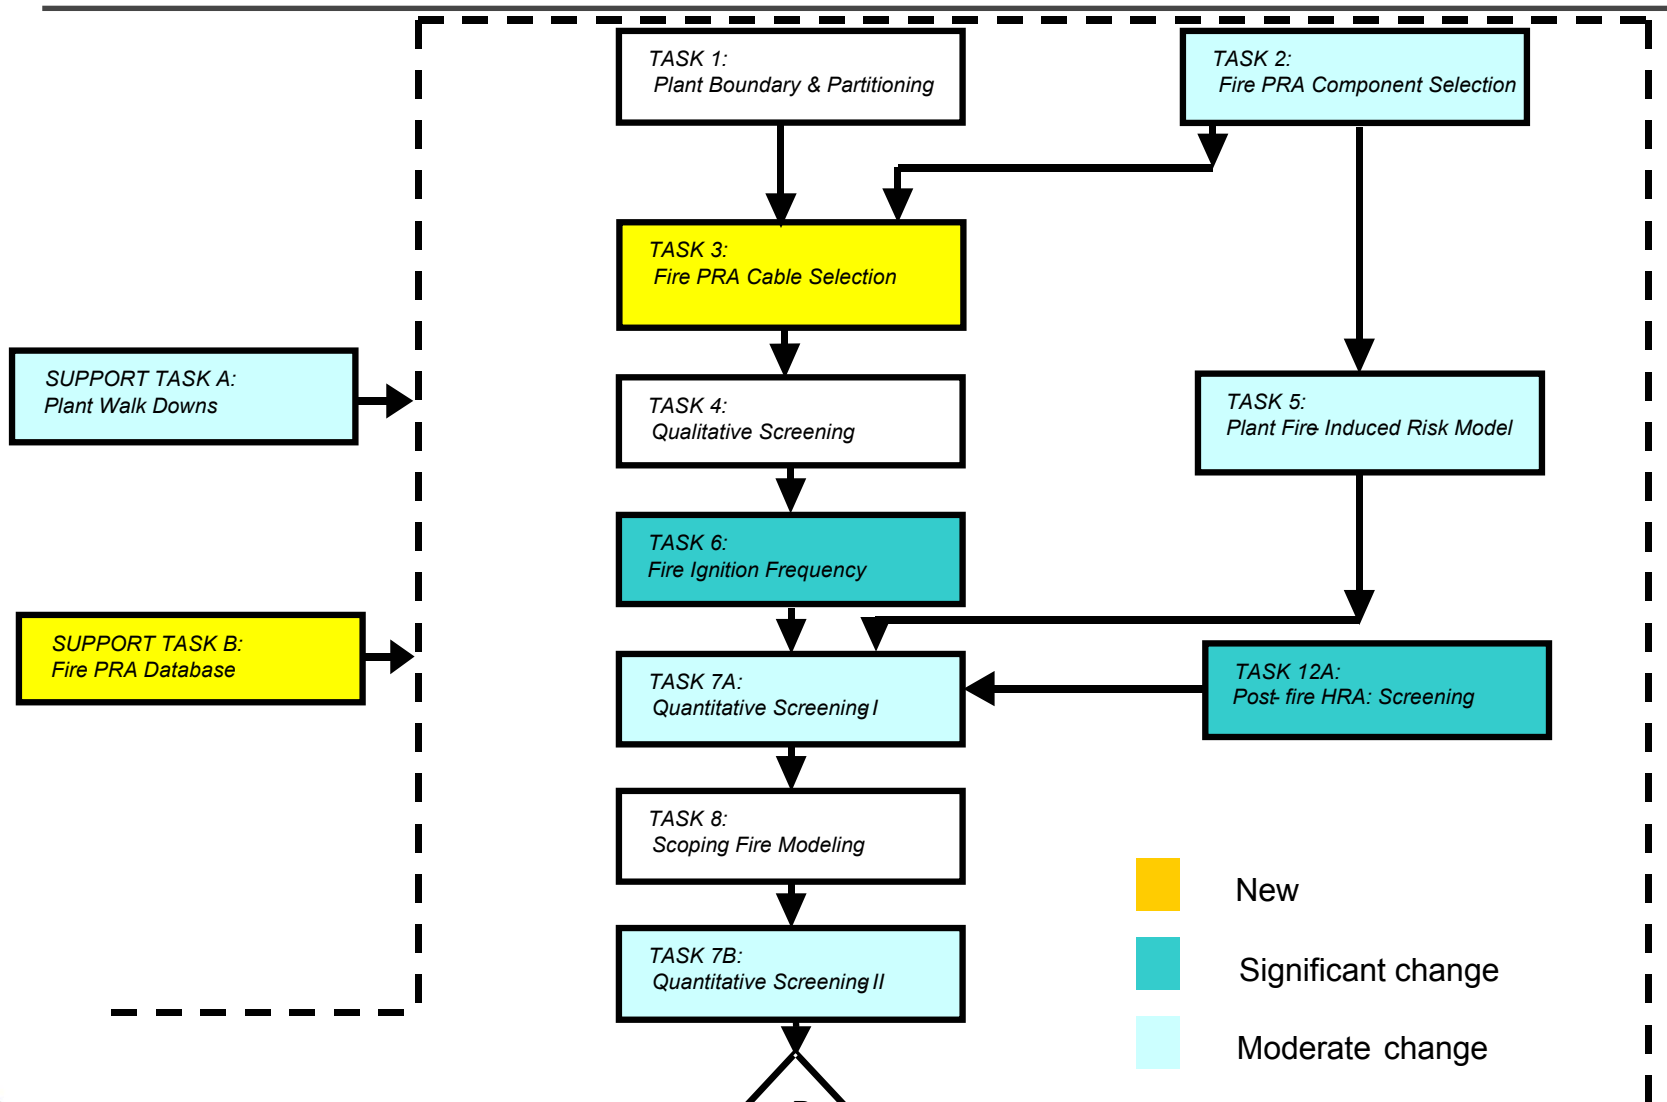 TASK 1:
Plant Boundary & Partitioning
TASK 2:
Fire PRA Component Selection
TASK 3:
Fire PRA Cable Selection
SUPPORT TASK A:
Plant Walk Downs
TASK 4:
Qualitative Screening
TASK 5:
Plant Fire-Induced Risk Model
TASK 6:
Fire Ignition Frequency
SUPPORT TASK B:
Fire PRA Database
TASK 7A:
Quantitative Screening-I
TASK 12A:
Post-fire HRA: Screening
TASK 8:
Scoping Fire Modeling
New
TASK 7B:
Quantitative Screening-II
Significant change
Moderate change